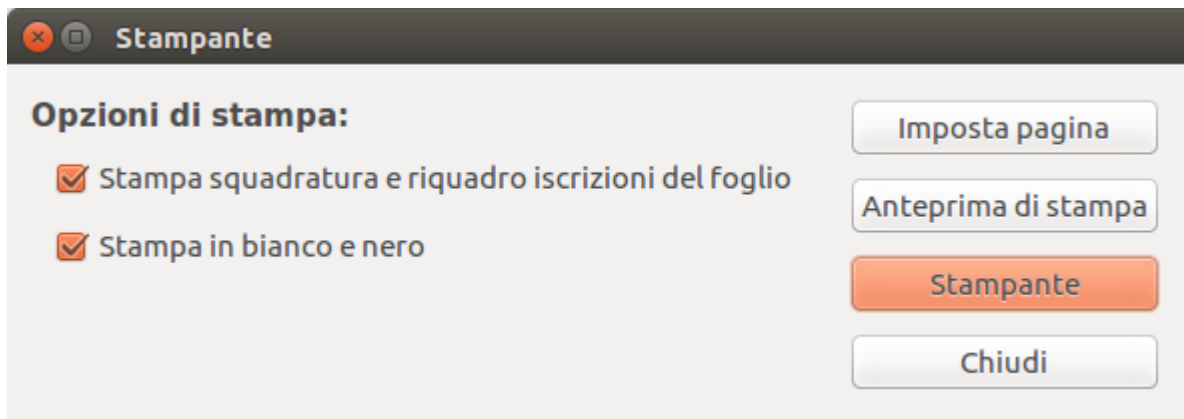 Stampante
Opzioni di stampa:
Stampa squadratura e riquadro iscrizioni del foglio
Stampa in bianco e nero
Imposta pagina
Anteprima di stampa
Stampante
Chiudi